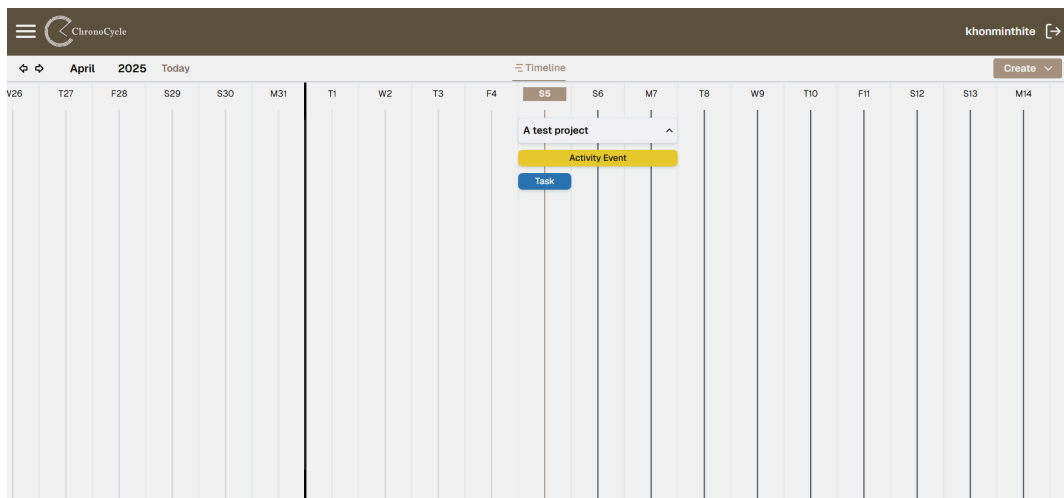 ChronoCycle
khonminthite
April 2025 Today
Timeline
Create
W26 T27 F28 S29 S30 M31 T1 W2 T3 F4 S5 S6 M7 T8 W9 T10 F11 S12 S13 M14
A test project
Activity Event
Task